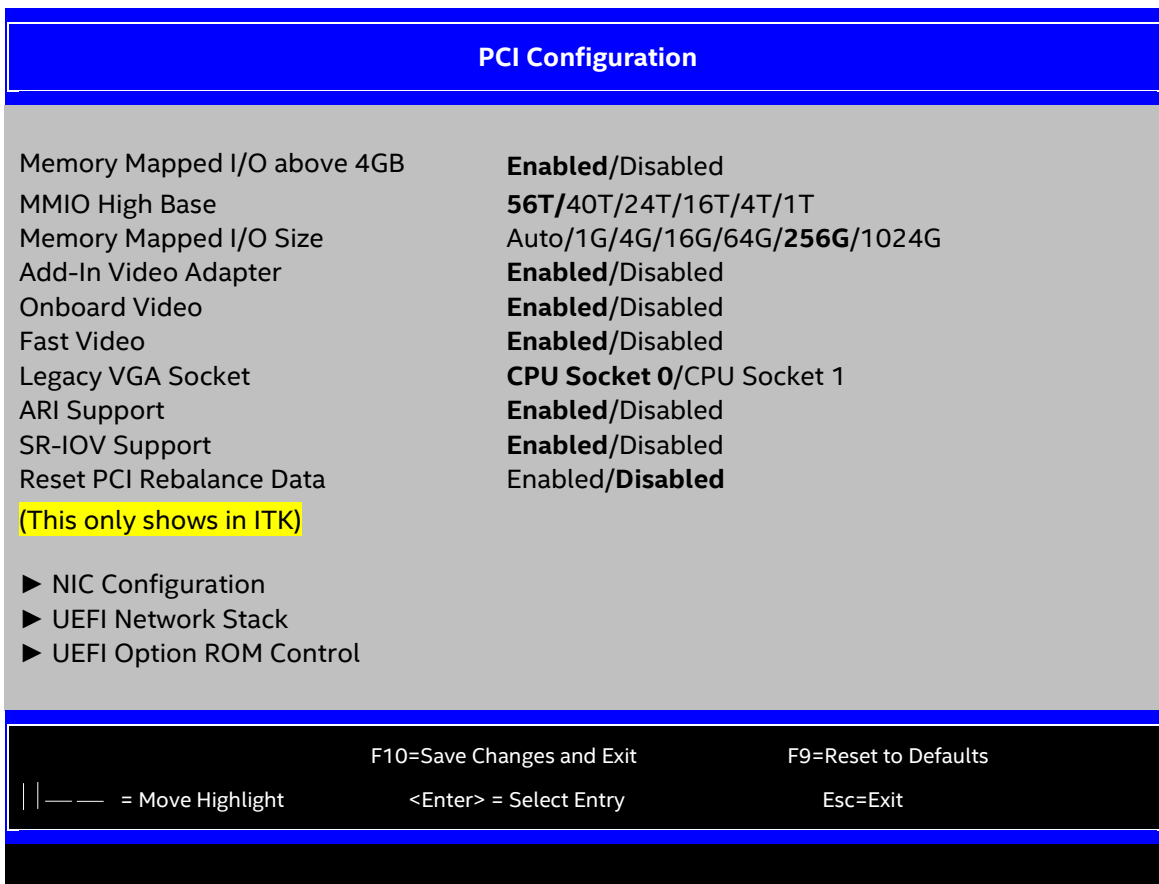 PCI Configuration
Memory Mapped I/O above 4GB Enabled/Disabled
MMIO High Base 56T/40T/24T/16T/4T/1T
Memory Mapped I/O Size Auto/1G/4G/16G/64G/256G/1024G
Add-In Video Adapter Enabled/Disabled
Onboard Video Enabled/Disabled
Fast Video Enabled/Disabled
Legacy VGA Socket CPU Socket 0/CPU Socket 1
ARI Support Enabled/Disabled
SR-IOV Support Enabled/Disabled
Reset PCI Rebalance Data Enabled/Disabled
(This only shows in ITK)
► NIC Configuration
► UEFI Network Stack
► UEFI Option ROM Control
F10=Save Changes and Exit F9=Reset to Defaults
= Move Highlight <Enter> = Select Entry Esc=Exit